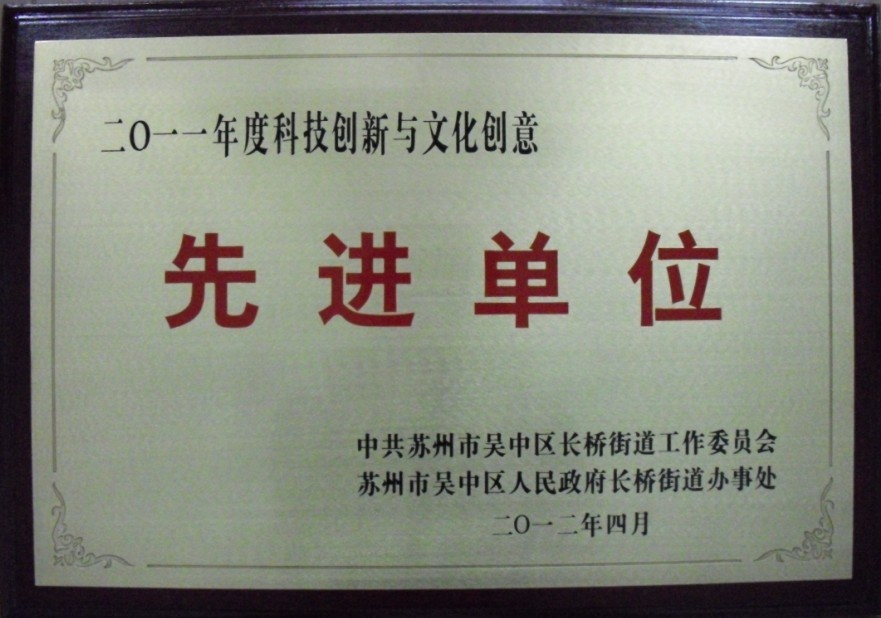 二〇一一年度科技创新与文化创意
先进单位
中共苏州市吴中区长桥街道工作委员会
苏州市吴中区人民政府长桥街道办事处
二〇一二年四月